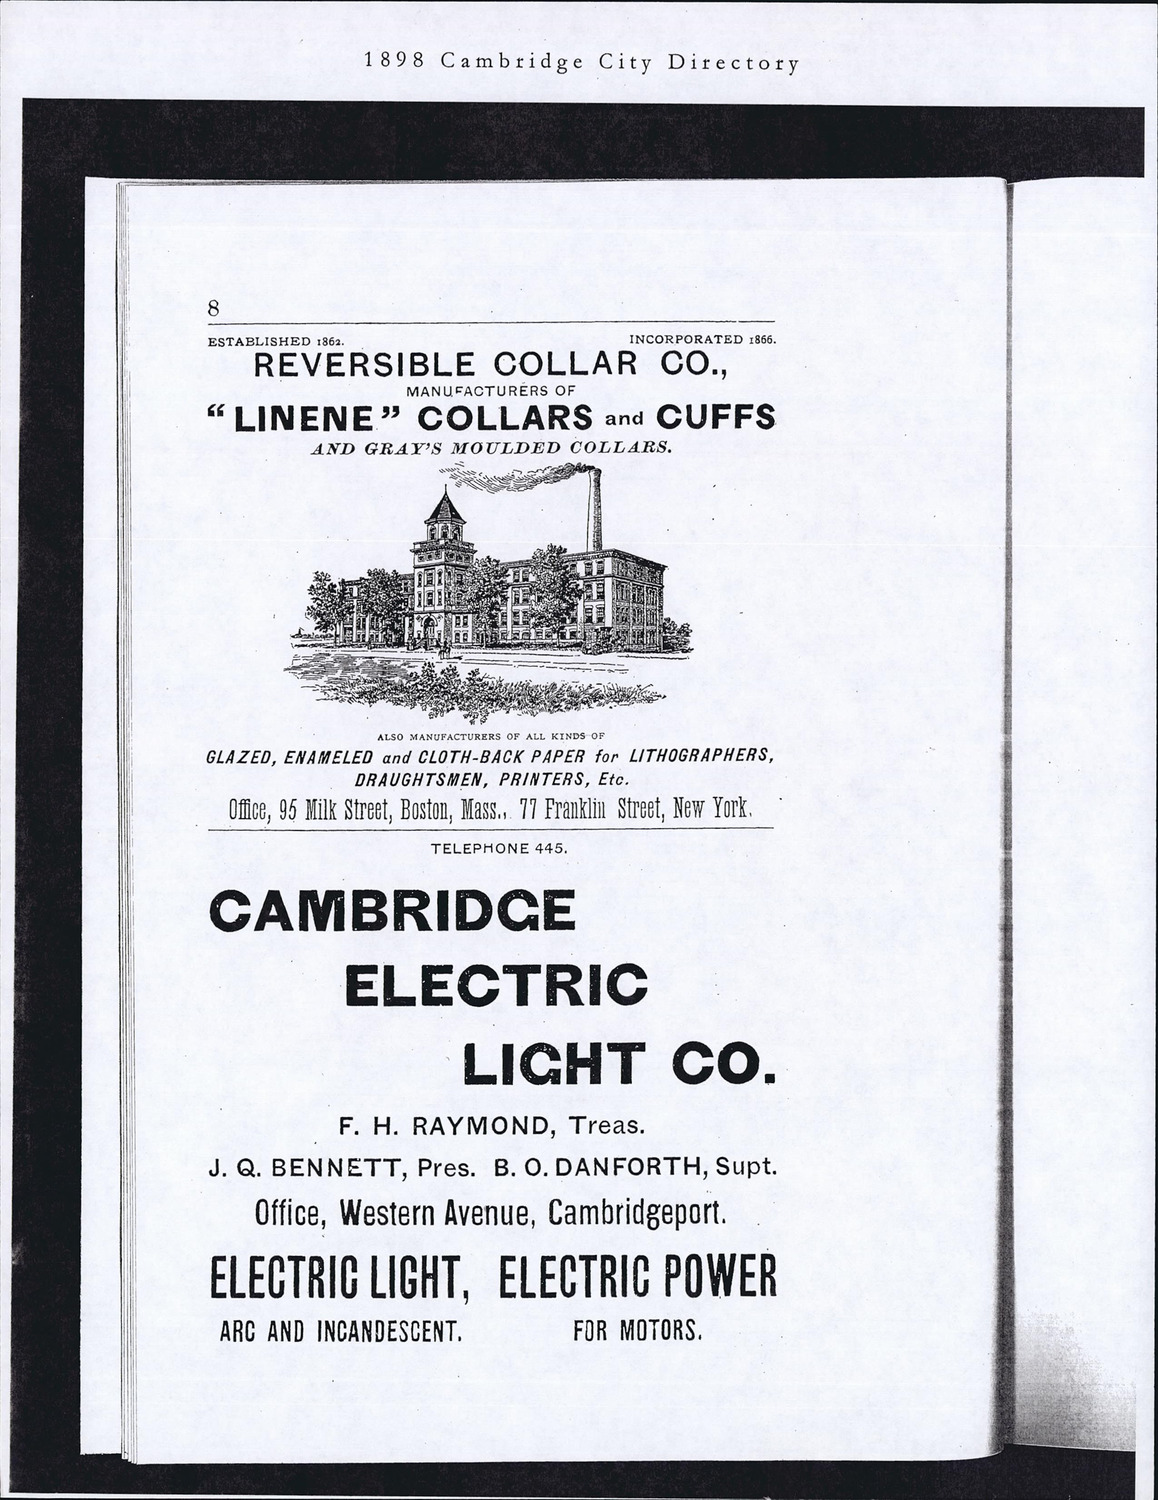 1898 Cambridge City Directory
8
ESTABLISHED 1862. INCORPORATED 1866.
REVERSIBLE COLLAR CO.,
MANUFACTURERS OF
“LINENE” COLLARS and CUFFS
AND GRAY'S MOULDED COLLARS.
ALSO MANUFACTURERS OF ALL KINDS OF
GLAZED, ENAMELED and CLOTH-BACK PAPER for LITHOGRAPHERS,
DRAUGHTSMEN, PRINTERS, Etc.
Office, 95 Milk Street, Boston, Mass., 77 Franklin Street, New York.
TELEPHONE 445.
CAMBRIDGE
ELECTRIC
LIGHT CO.
F. H. RAYMOND, Treas.
J. Q. BENNETT, Pres. B. O. DANFORTH, Supt.
Office, Western Avenue, Cambridgeport.
ELECTRIC LIGHT, ELECTRIC POWER
ARC AND INCANDESCENT. FOR MOTORS.